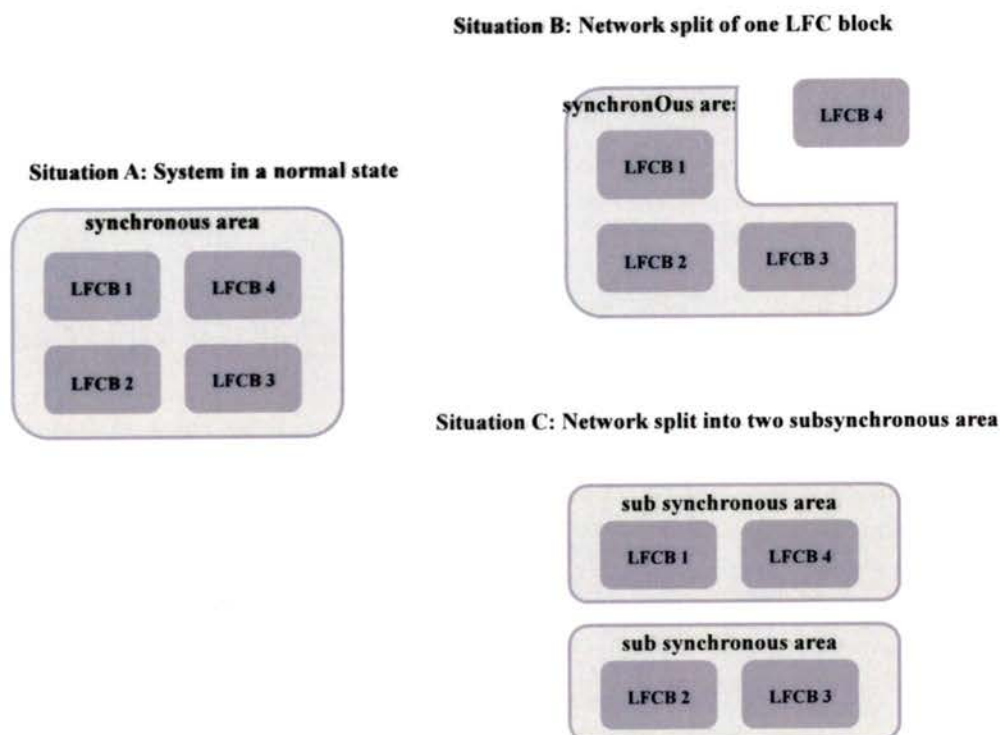 Situation B: Network split of one LFC block
synchronOus are
LFCB 4
LFCB 1
LFCB 2
LFCB 3
Situation A: System in a normal state
synchronous area
LFCB 1
LFCB 4
LFCB 2
LFCB 3
Situation C: Network split into two subsynchronous area
sub synchronous area
LFCB 1
LFCB 4
sub synchronous area
LFCB 2
LFCB 3